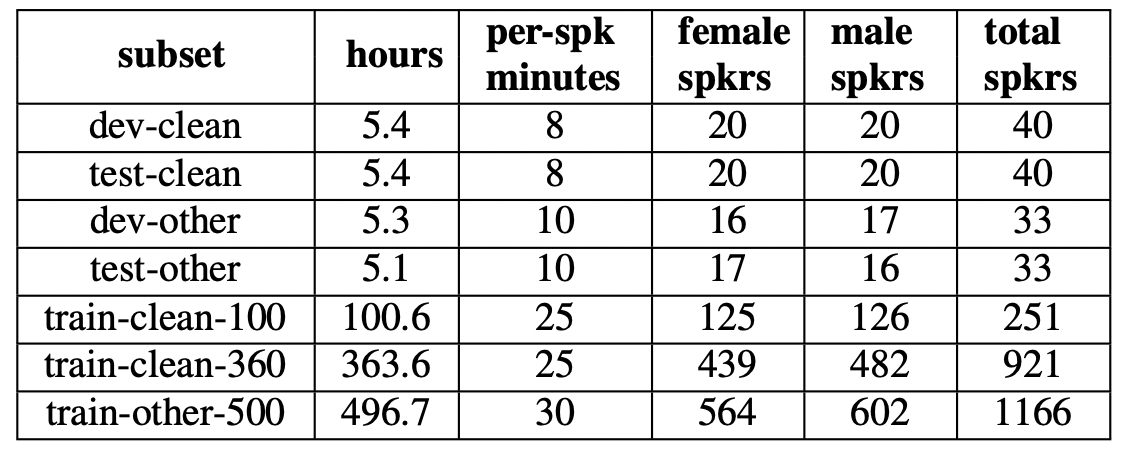 subset hours per-spk minutes female spkrs male spkrs total spkrs
dev-clean 5.4 8 20 20 40
test-clean 5.4 8 20 20 40
dev-other 5.3 10 16 17 33
test-other 5.1 10 17 16 33
train-clean-100 100.6 25 125 126 251
train-clean-360 363.6 25 439 482 921
train-other-500 496.7 30 564 602 1166